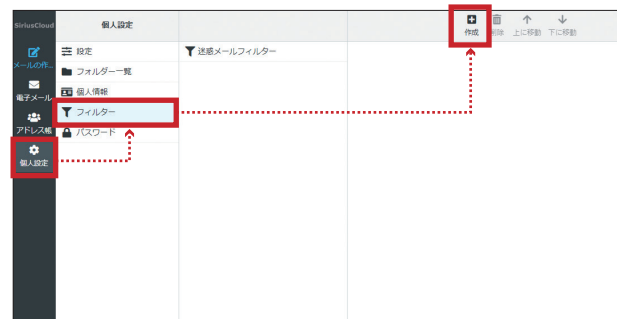 SiriusCloud
個人設定
作成
削除
上に移動
下に移動
メールの作...
電子メール
アドレス帳
個人設定
設定
フォルダー一覧
個人情報
フィルター
パスワード
迷惑メールフィルター